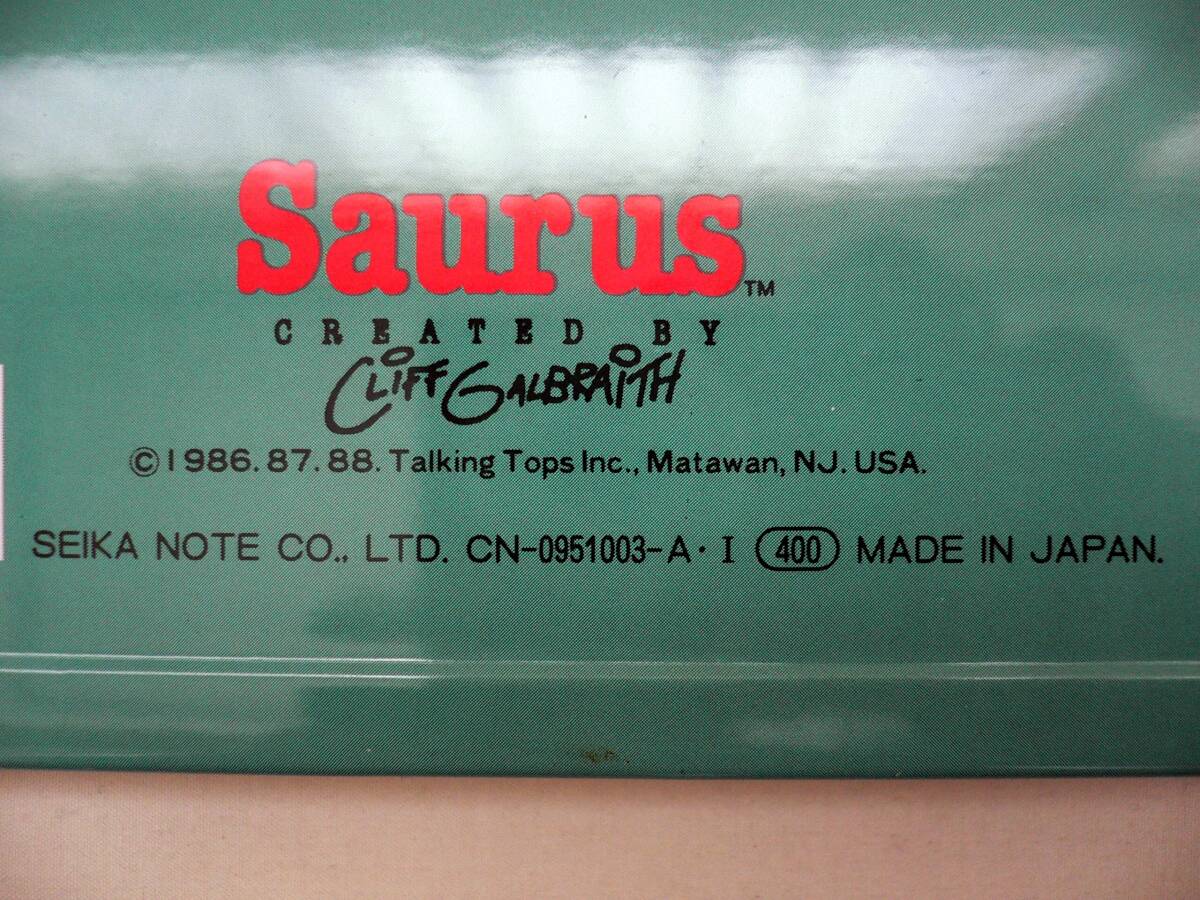 Saurus™
CREATED BY
CLIFF GALBRAITH
©1986.87.88. Talking Tops Inc., Matawan, NJ. USA.
SEIKA NOTE CO., LTD. CN-0951003-A・I 400 MADE IN JAPAN.